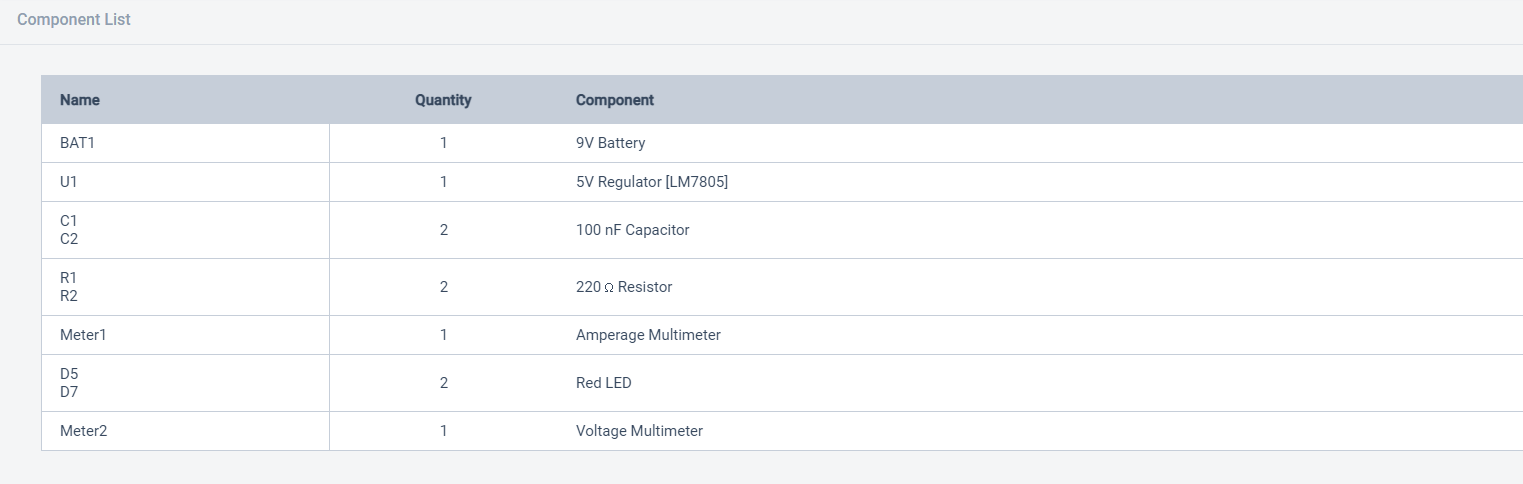 Component List
Name Quantity Component
BAT1 1 9V Battery
U1 1 5V Regulator [LM7805]
C1
C2
2 100 nF Capacitor
R1
R2
2 220 Ω Resistor
Meter1 1 Amperage Multimeter
D5
D7
2 Red LED
Meter2 1 Voltage Multimeter